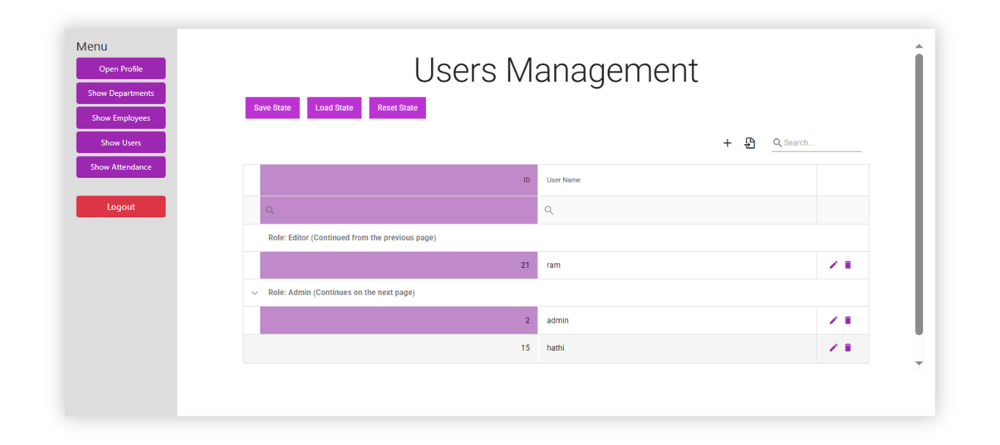 Menu
Open Profile
Show Departments
Show Employees
Show Users
Show Attendance
Logout
Users Management
Save State Load State Reset State
Search...
ID User Name
Role: Editor (Continued from the previous page)
21 ram
Role: Admin (Continues on the next page)
2 admin
15 hathi